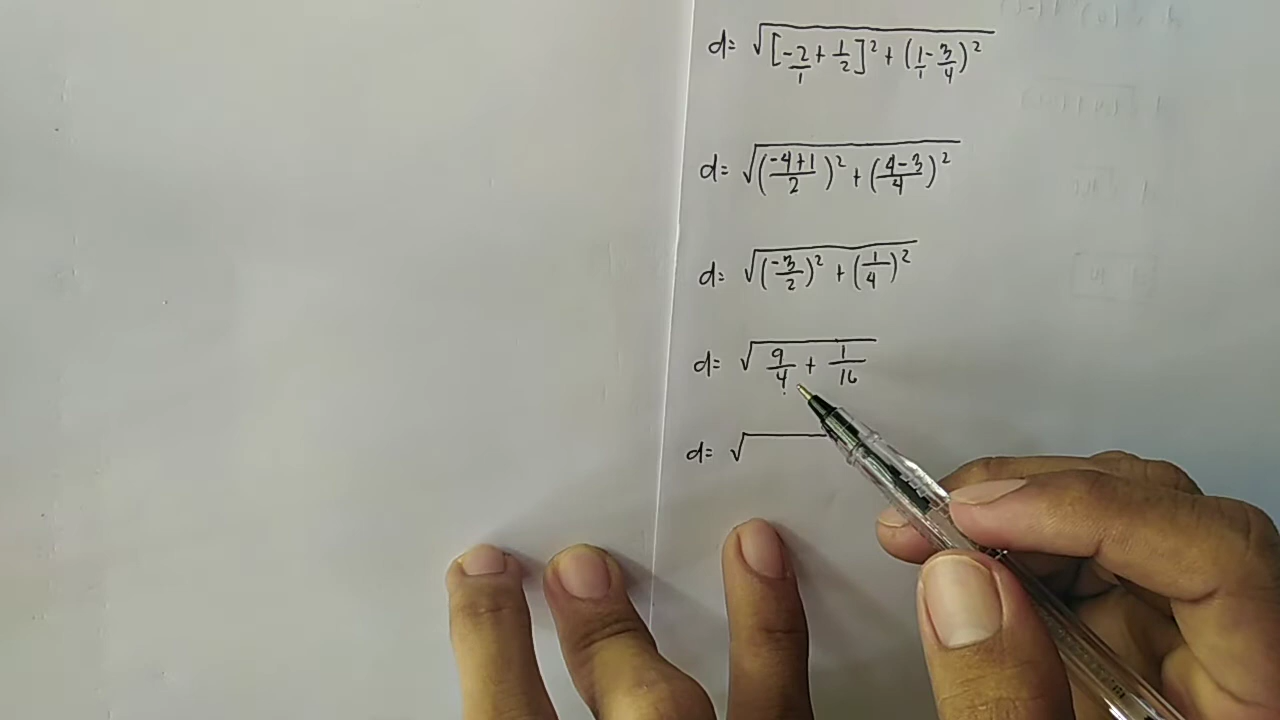 d= √[-2/1 + 1/2]² + (1/1 - 3/4)²
d= √(-4+1/2)² + (4-3/4)²
d= √(-3/2)² + (1/4)²
d= √9/4 + 1/16
d= √